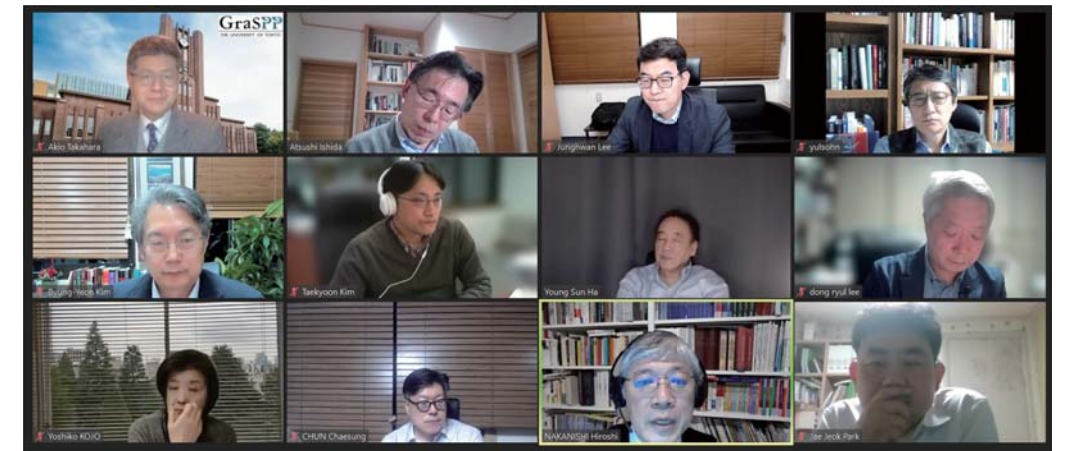 GraSPP
THE UNIVERSITY OF TOKYO
Akio Takahara
Atsushi Ishida
Junghwan Lee
yulsohn
Byung-Yeon Kim
Taekyoon Kim
Young Sun Ha
dong ryul lee
Yoshiko KOJO
CHUN Chaesung
NAKANISHI Hiroshi
Jae Jeok Park